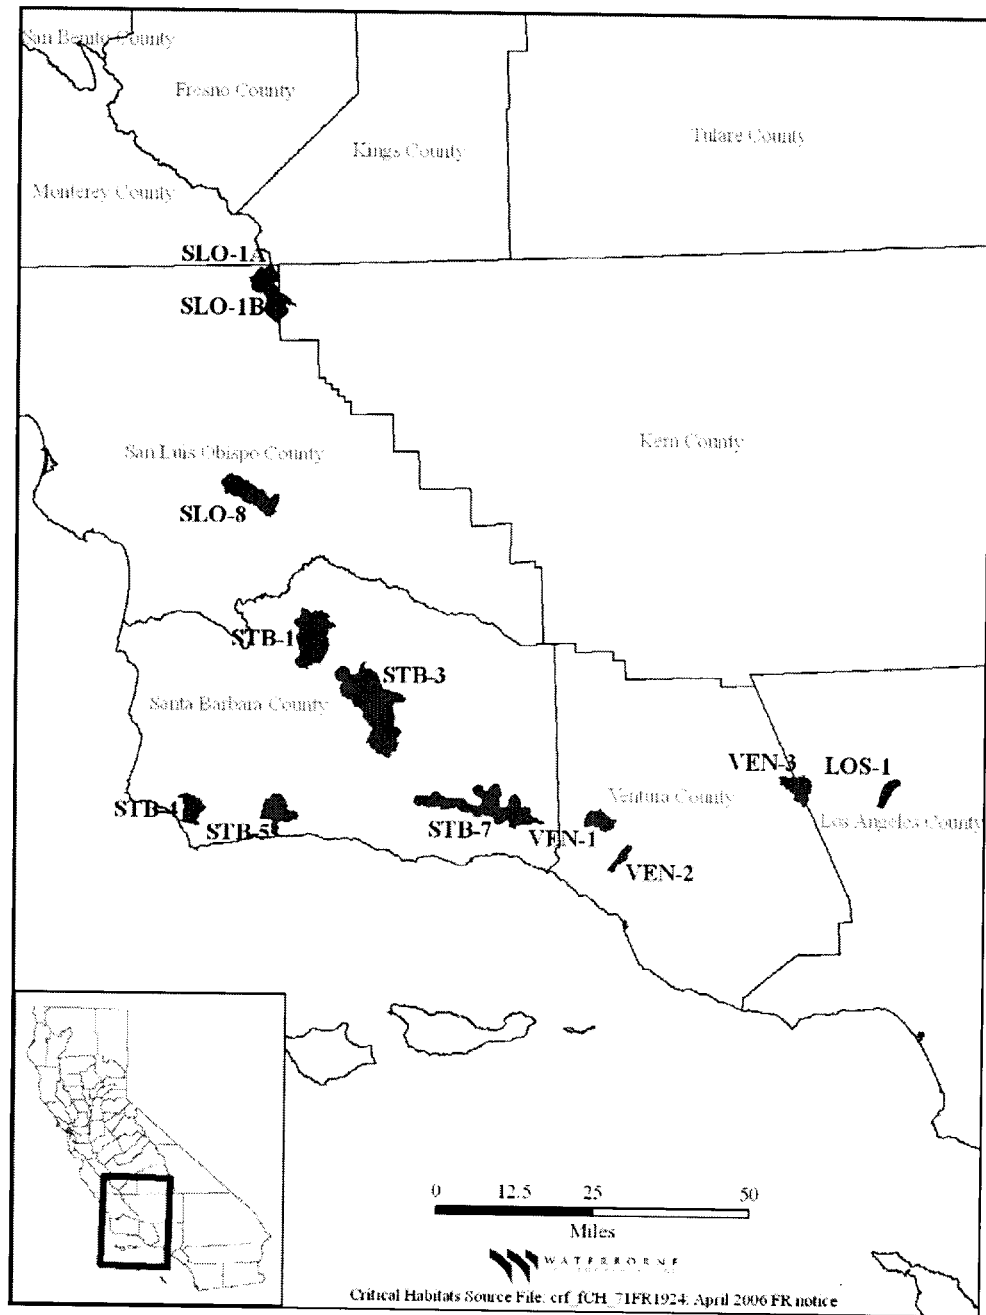 San Benito County
Fresno County
Kings County
Tulare County
Monterey County
SLO-1A
SLO-1B
Kern County
San Luis Obispo County
SLO-8
STB-1
STB-3
Santa Barbara County
VEN-3
LOS-1
STB-4
STB-5
STB-7
VEN-1
Ventura County
Los Angeles County
VEN-2
0 12.5 25 50
Miles
WATERBORNE
Critical Habitats Source File: crf_fCH_71FR1924, April 2006 FR notice